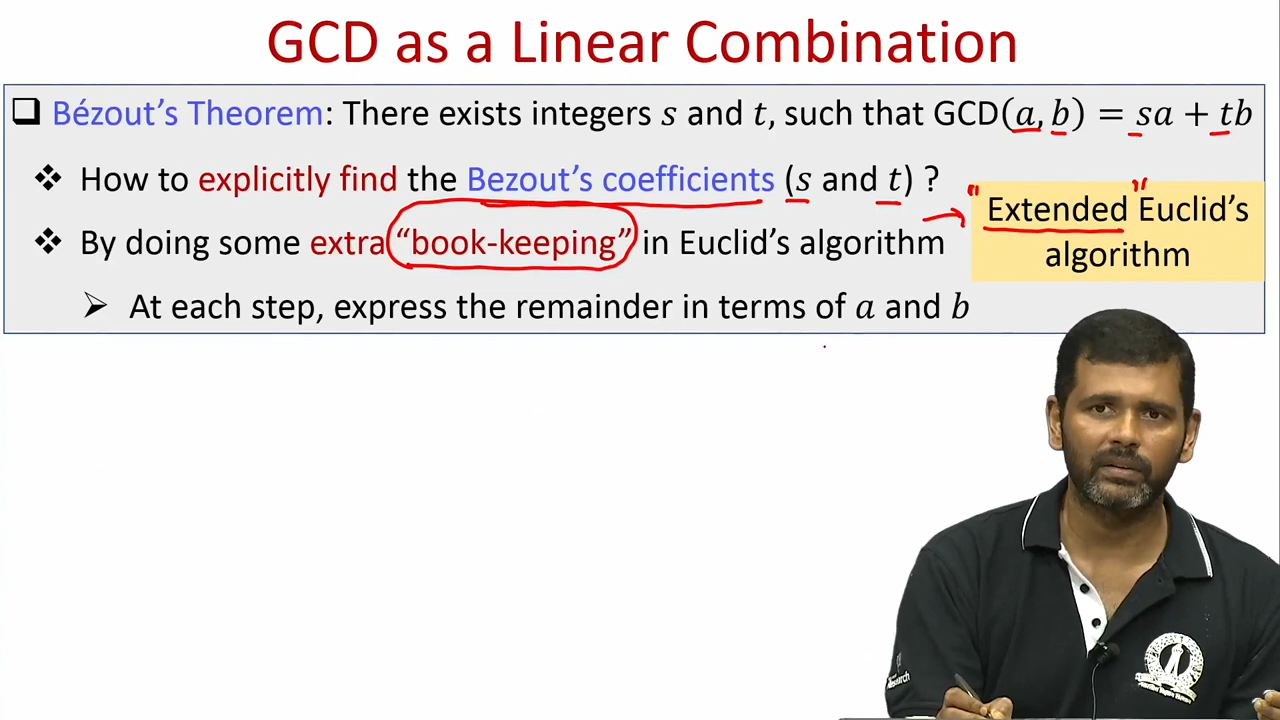 GCD as a Linear Combination
❑ Bézout's Theorem: There exists integers s and t, such that GCD(a, b) = sa + tb
❖ How to explicitly find the Bezout's coefficients (s and t) ?
❖ By doing some extra "book-keeping" in Euclid's algorithm
"Extended" Euclid's
algorithm
➢ At each step, express the remainder in terms of a and b